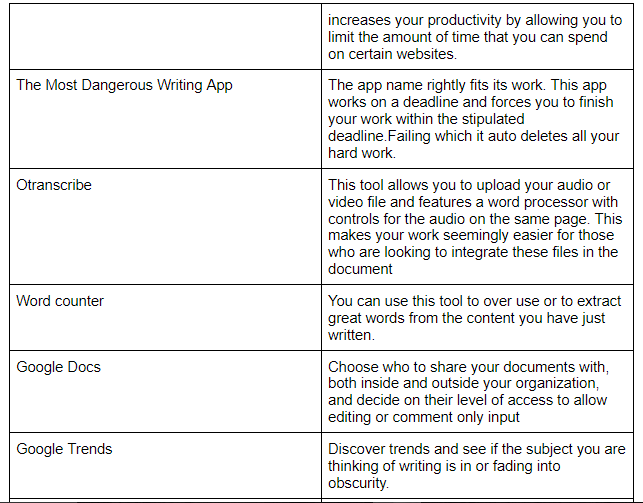 increases your productivity by allowing you to
limit the amount of time that you can spend
on certain websites.
The Most Dangerous Writing App
The app name rightly fits its work. This app
works on a deadline and forces you to finish
your work within the stipulated
deadline.Failing which it auto deletes all your
hard work.
Otranscribe
This tool allows you to upload your audio or
video file and features a word processor with
controls for the audio on the same page. This
makes your work seemingly easier for those
who are looking to integrate these files in the
document
Word counter
You can use this tool to over use or to extract
great words from the content you have just
written.
Google Docs
Choose who to share your documents with,
both inside and outside your organization,
and decide on their level of access to allow
editing or comment only input
Google Trends
Discover trends and see if the subject you are
thinking of writing is in or fading into
obscurity.